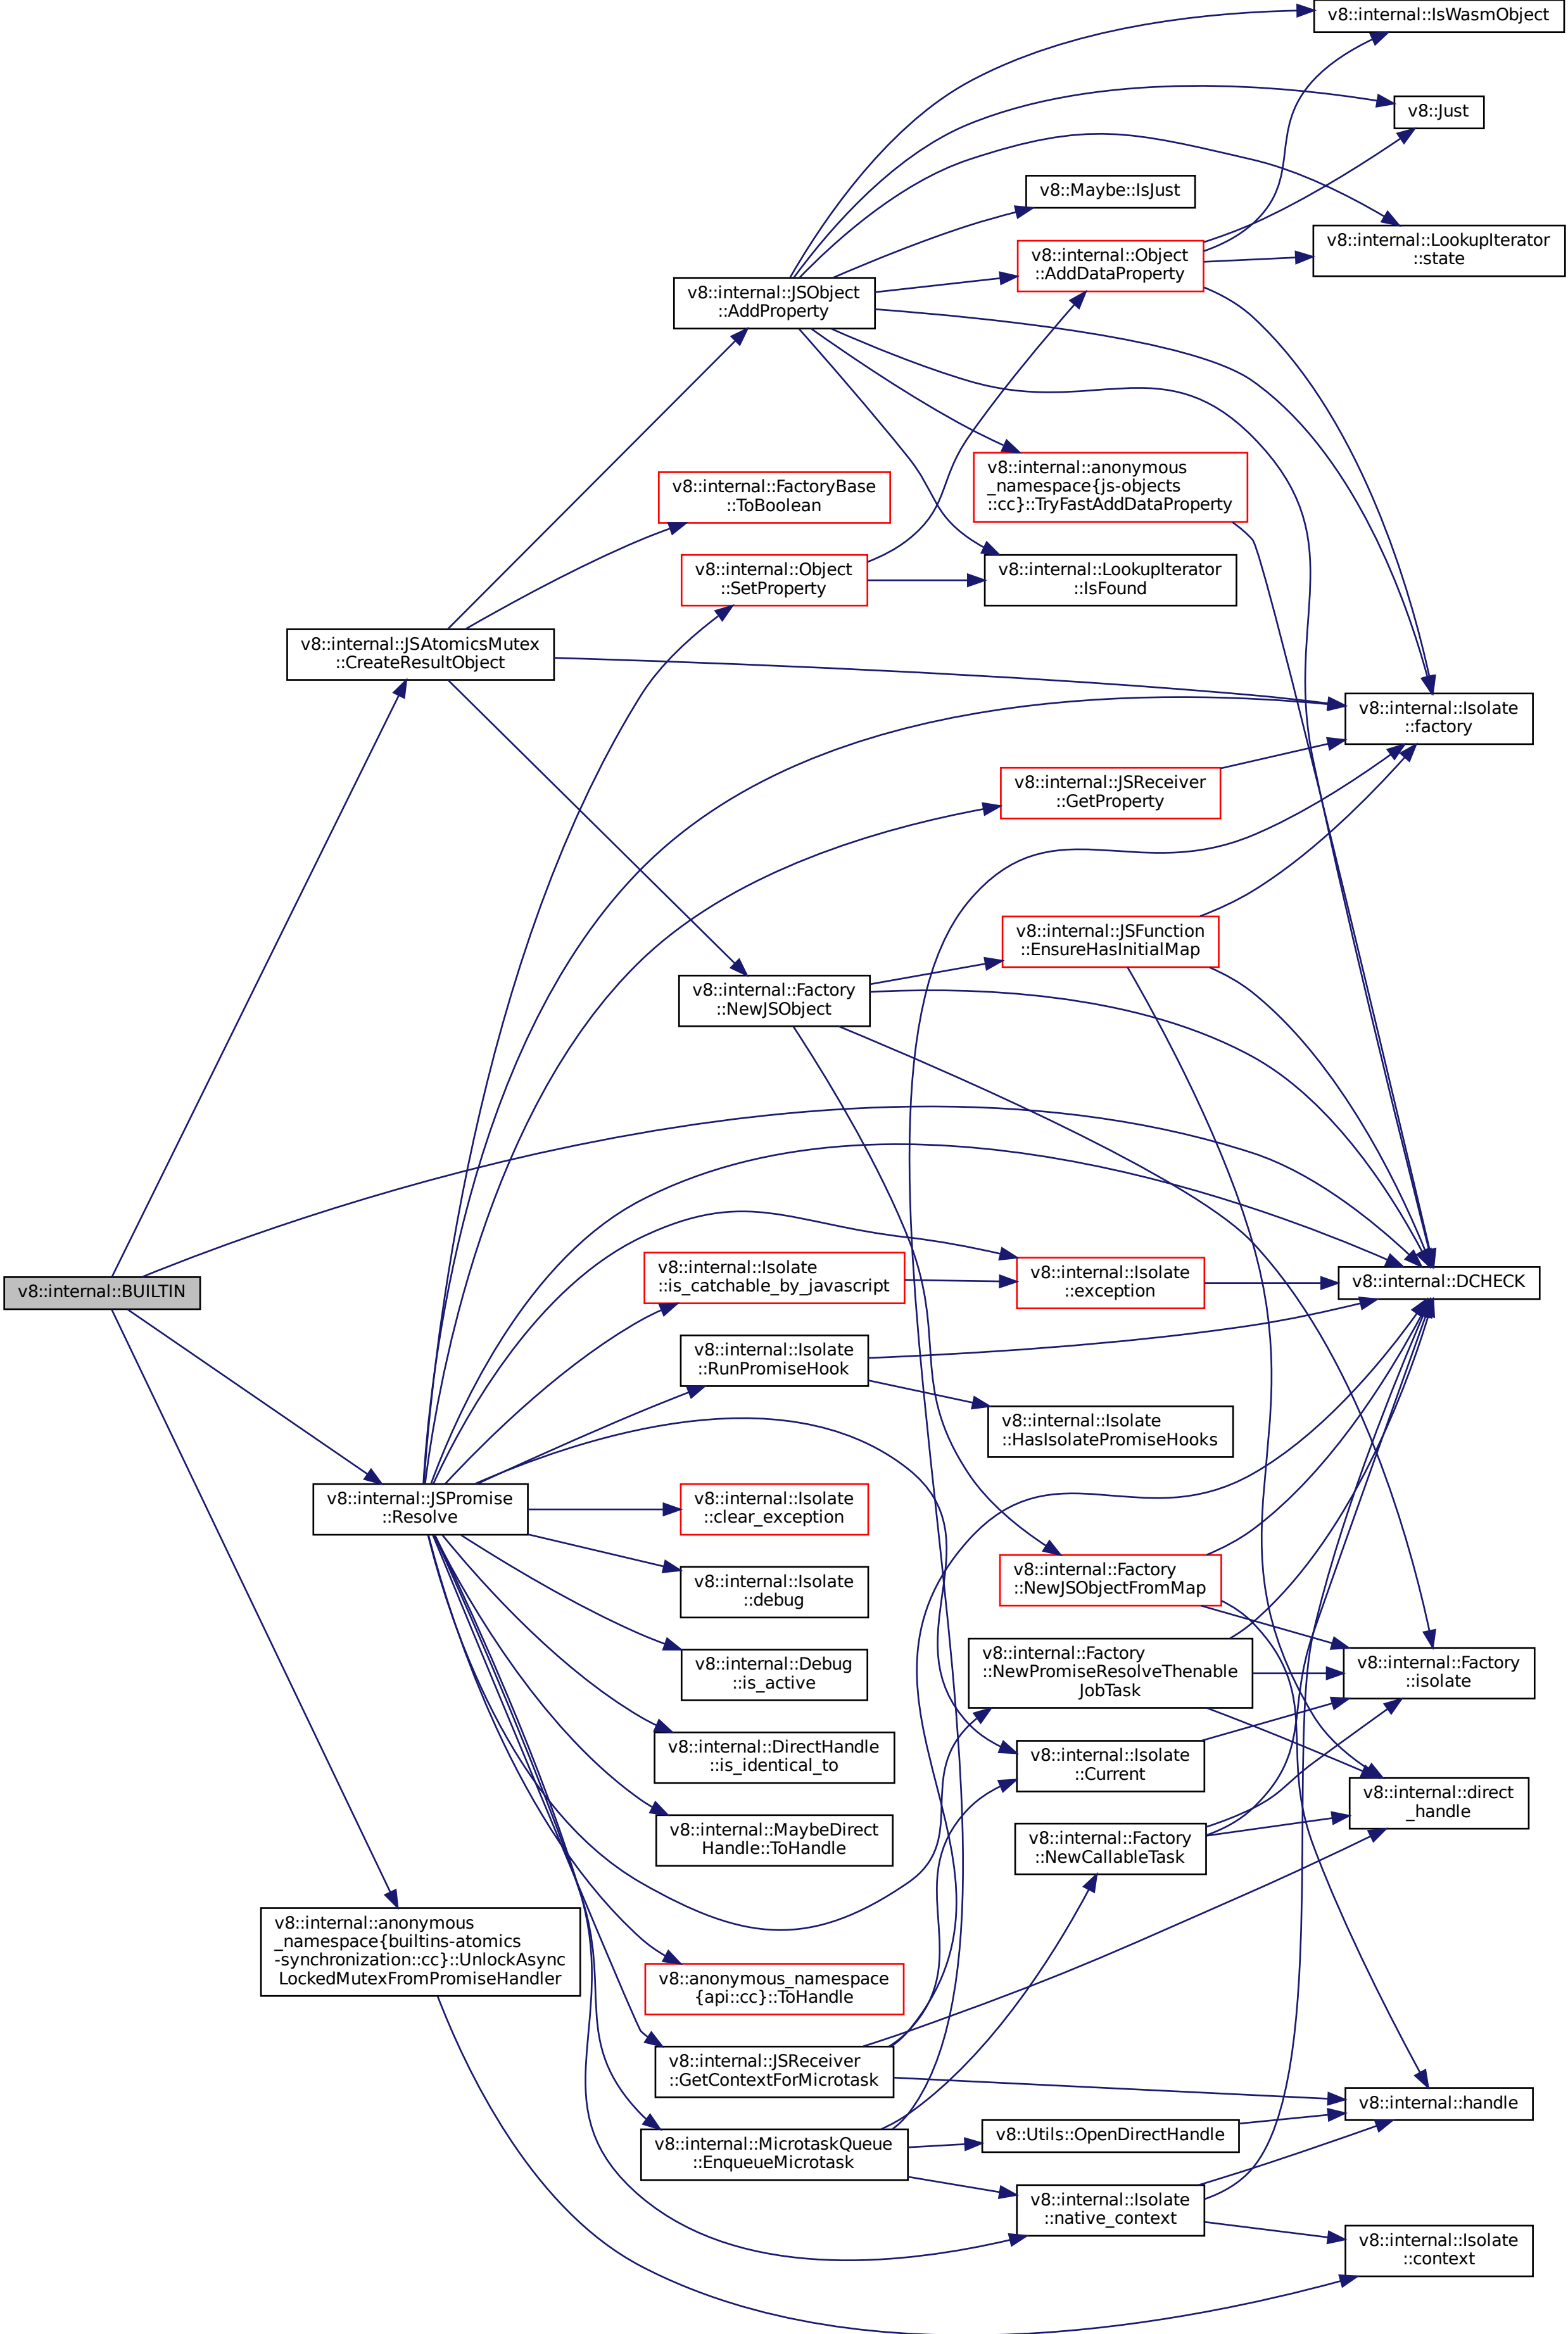 v8::internal::IsWasmObject
v8::Just
v8::Maybe::IsJust
v8::internal::LookupIterator
::state
v8::internal::Object
::AddDataProperty
v8::internal::JSObject
::AddProperty
v8::internal::anonymous
_namespace{js-objects
::cc}::TryFastAddDataProperty
v8::internal::FactoryBase
::ToBoolean
v8::internal::Object
::SetProperty
v8::internal::LookupIterator
::IsFound
v8::internal::JSAtomicsMutex
::CreateResultObject
v8::internal::Isolate
::factory
v8::internal::JSReceiver
::GetProperty
v8::internal::JSFunction
::EnsureHasInitialMap
v8::internal::Factory
::NewJSObject
v8::internal::Isolate
::is_catchable_by_javascript
v8::internal::Isolate
::exception
v8::internal::DCHECK
v8::internal::BUILTIN
v8::internal::Isolate
::RunPromiseHook
v8::internal::Isolate
::HasIsolatePromiseHooks
v8::internal::JSPromise
::Resolve
v8::internal::Isolate
::clear_exception
v8::internal::Isolate
::debug
v8::internal::Factory
::NewJSObjectFromMap
v8::internal::Debug
::is_active
v8::internal::Factory
::NewPromiseResolveThenable
JobTask
v8::internal::Factory
::isolate
v8::internal::DirectHandle
::is_identical_to
v8::internal::Isolate
::Current
v8::internal::direct
_handle
v8::internal::MaybeDirect
Handle::ToHandle
v8::internal::Factory
::NewCallableTask
v8::internal::anonymous
_namespace{builtins-atomics
-synchronization::cc}::UnlockAsync
LockedMutexFromPromiseHandler
v8::anonymous_namespace
{api::cc}::ToHandle
v8::internal::JSReceiver
::GetContextForMicrotask
v8::internal::handle
v8::Utils::OpenDirectHandle
v8::internal::MicrotaskQueue
::EnqueueMicrotask
v8::internal::Isolate
::native_context
v8::internal::Isolate
::context